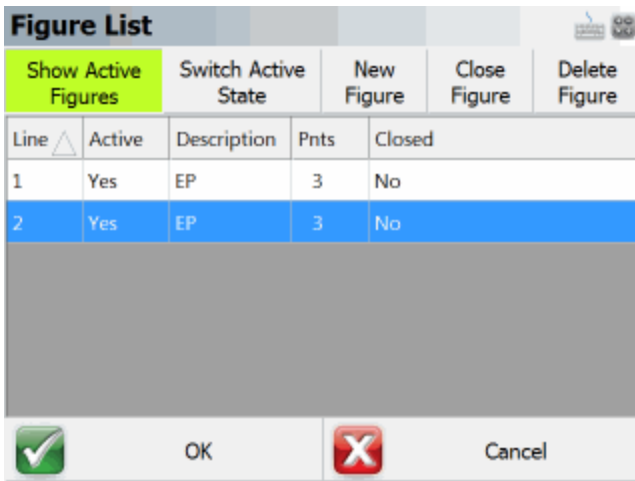 Figure List
Show Active Figures Switch Active State New Figure Close Figure Delete Figure
Line Active Description Pnts Closed
1 Yes EP 3 No
2 Yes EP 3 No
OK Cancel